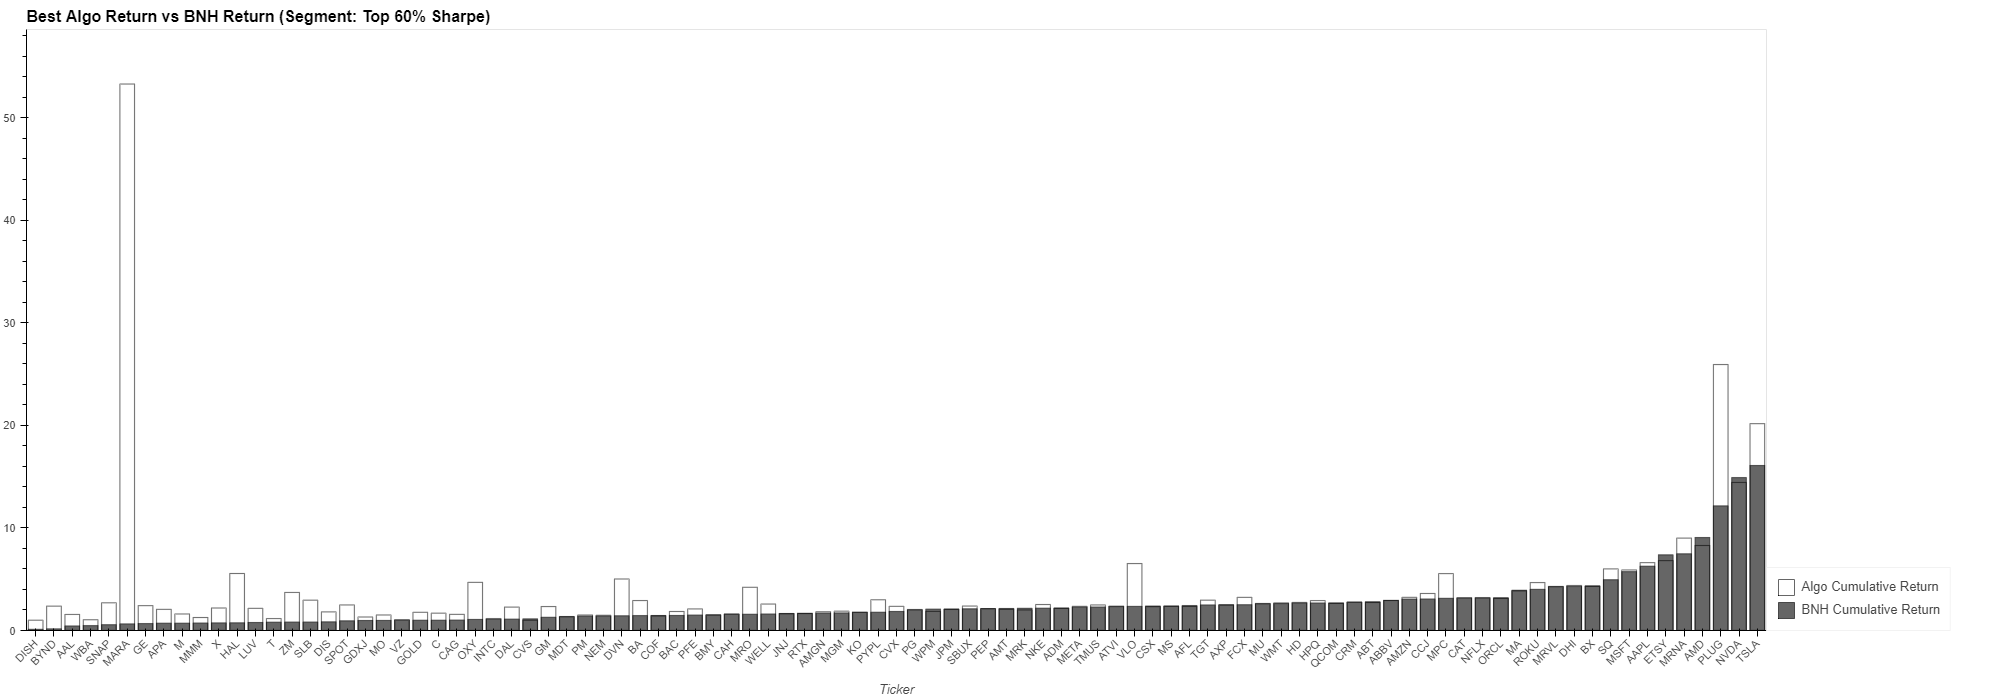 Best Algo Return vs BNH Return (Segment: Top 60% Sharpe)
50
40
30
20
10
0
DISH BYND AAL WBA SNAP MARA GE APA M MMM X HAL LUV T ZM SLB DIS SPOT GDXJ MO VZ GOLD C CAG OXY INTC DAL CVS GM MDT PM NEM DVN BA COF BAC PFE BMY CAH MRO WELL JNJ RTX AMGN MGM KO PYPL CVX PG WPM JPM SBUX PEP AMT MRK NKE ADM META TMUS ATVI VLO CSX MS AFL TGT AXP FCX MU WMT HD HPQ QCOM CRM ABT ABBV AMZN CCJ MPC CAT NFLX ORCL MA ROKU MRVL DHI BX SQ MSFT AAPL ETSY MRNA AMD PLUG NVDA TSLA
Ticker
Algo Cumulative Return
BNH Cumulative Return